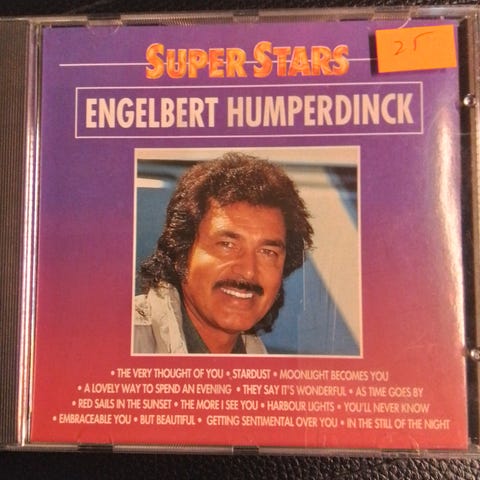 SUPER STARS
25
ENGELBERT HUMPERDINCK
• THE VERY THOUGHT OF YOU • STARDUST • MOONLIGHT BECOMES YOU
• A LOVELY WAY TO SPEND AN EVENING • THEY SAY IT'S WONDERFUL • AS TIME GOES BY
• RED SAILS IN THE SUNSET • THE MORE I SEE YOU • HARBOUR LIGHTS • YOU'LL NEVER KNOW
• EMBRACEABLE YOU • BUT BEAUTIFUL • GETTING SENTIMENTAL OVER YOU • IN THE STILL OF THE NIGHT